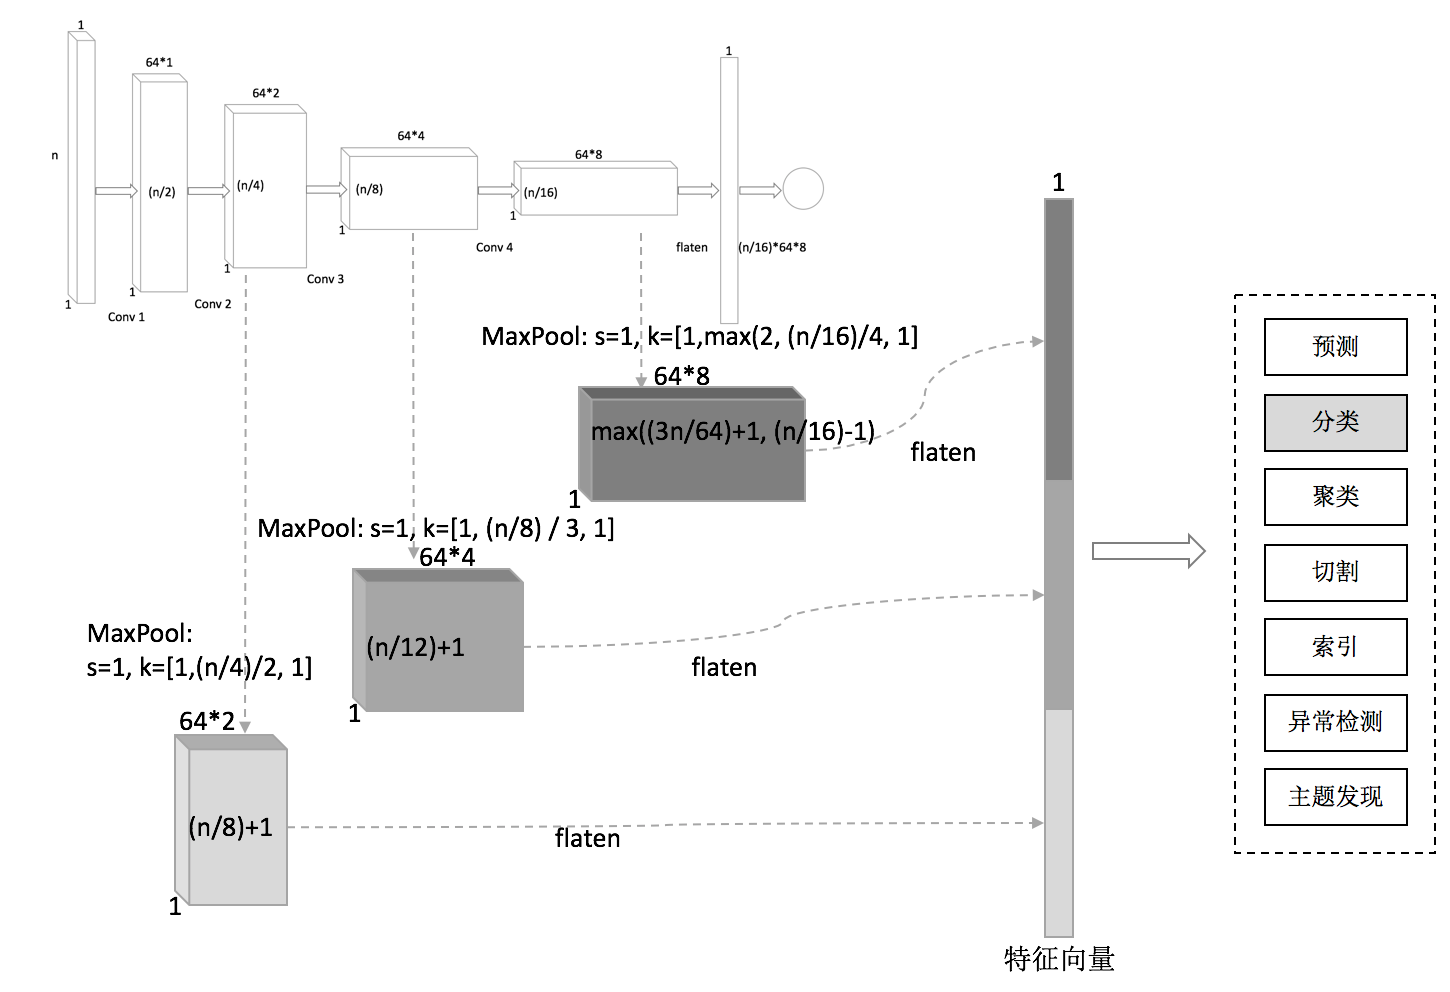 1
n
1
64*1
(n/2)
1
Conv 1
64*2
(n/4)
1
Conv 2
64*4
(n/8)
1
Conv 3
64*8
(n/16)
1
Conv 4
1
flaten
(n/16)*64*8
MaxPool: s=1, k=[1,max(2, (n/16)/4, 1]
64*8
max((3n/64)+1, (n/16)-1)
1
flaten
MaxPool: s=1, k=[1, (n/8) / 3, 1]
64*4
(n/12)+1
1
flaten
MaxPool:
s=1, k=[1,(n/4)/2, 1]
64*2
(n/8)+1
1
flaten
1
特征向量
预测
分类
聚类
切割
索引
异常检测
主题发现